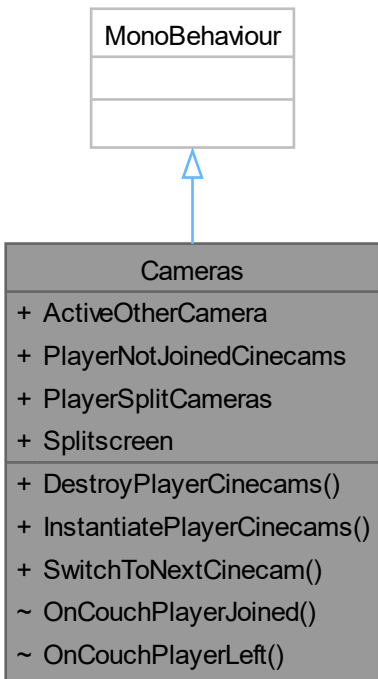 MonoBehaviour
Cameras
+ ActiveOtherCamera
+ PlayerNotJoinedCinecams
+ PlayerSplitCameras
+ Splitscreen
+ DestroyPlayerCinecams()
+ InstantiatePlayerCinecams()
+ SwitchToNextCinecam()
~ OnCouchPlayerJoined()
~ OnCouchPlayerLeft()